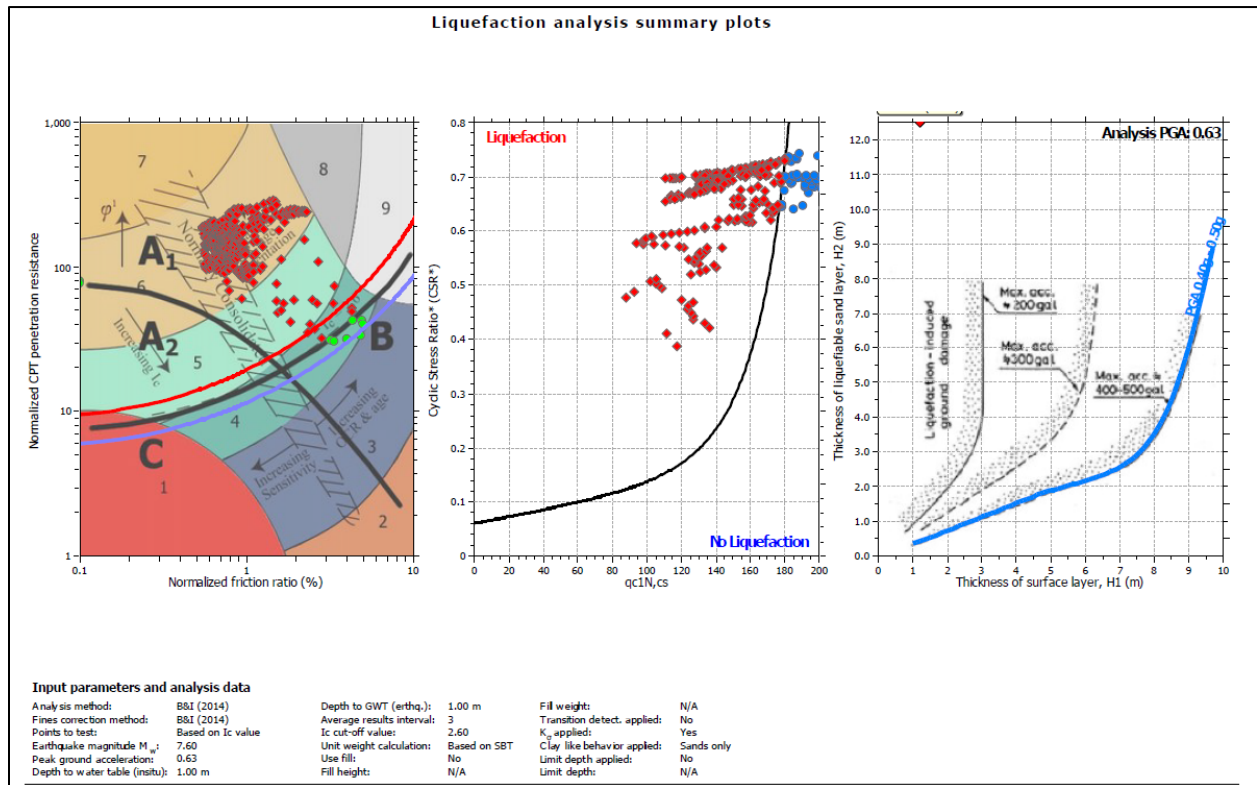 Liquefaction analysis summary plots
1,000
100
10
1
0.1
1
10
Normalized CPT penetration resistance
Normalized friction ratio (%)
7
8
9
φ'
A1
6
A2
5
B
4
C
3
1
2
Increasing Ic
Increasing
OCR & age
Increasing
Sensitivity
Liquefaction
No Liquefaction
0.8
0.7
0.6
0.5
0.4
0.3
0.2
0.1
0
0 20 40 60 80 100 120 140 160 180 200
Cyclic Stress Ratio* (CSR*)
qc1N,cs
Analysis PGA: 0.63
12.0
11.0
10.0
9.0
8.0
7.0
6.0
5.0
4.0
3.0
2.0
1.0
0.0
0 1 2 3 4 5 6 7 8 9 10
Thickness of liquefiable sand layer, H2 (m)
Thickness of surface layer, H1 (m)
Liquefaction-induced
ground damage
Max. acc.
≒200gal
Max. acc.
≒300gal
Max. acc. ≒
400-500gal
PGA 0.40g - 0.50g
Input parameters and analysis data
Analysis method: B&I (2014)
Fines correction method: B&I (2014)
Points to test: Based on Ic value
Earthquake magnitude Mw: 7.60
Peak ground acceleration: 0.63
Depth to water table (insitu): 1.00 m
Depth to GWT (erthq.): 1.00 m
Average results interval: 3
Ic cut-off value: 2.60
Unit weight calculation: Based on SBT
Use fill: No
Fill height: N/A
Fill weight: N/A
Transition detect. applied: No
Kσ applied: Yes
Clay like behavior applied: Sands only
Limit depth applied: No
Limit depth: N/A